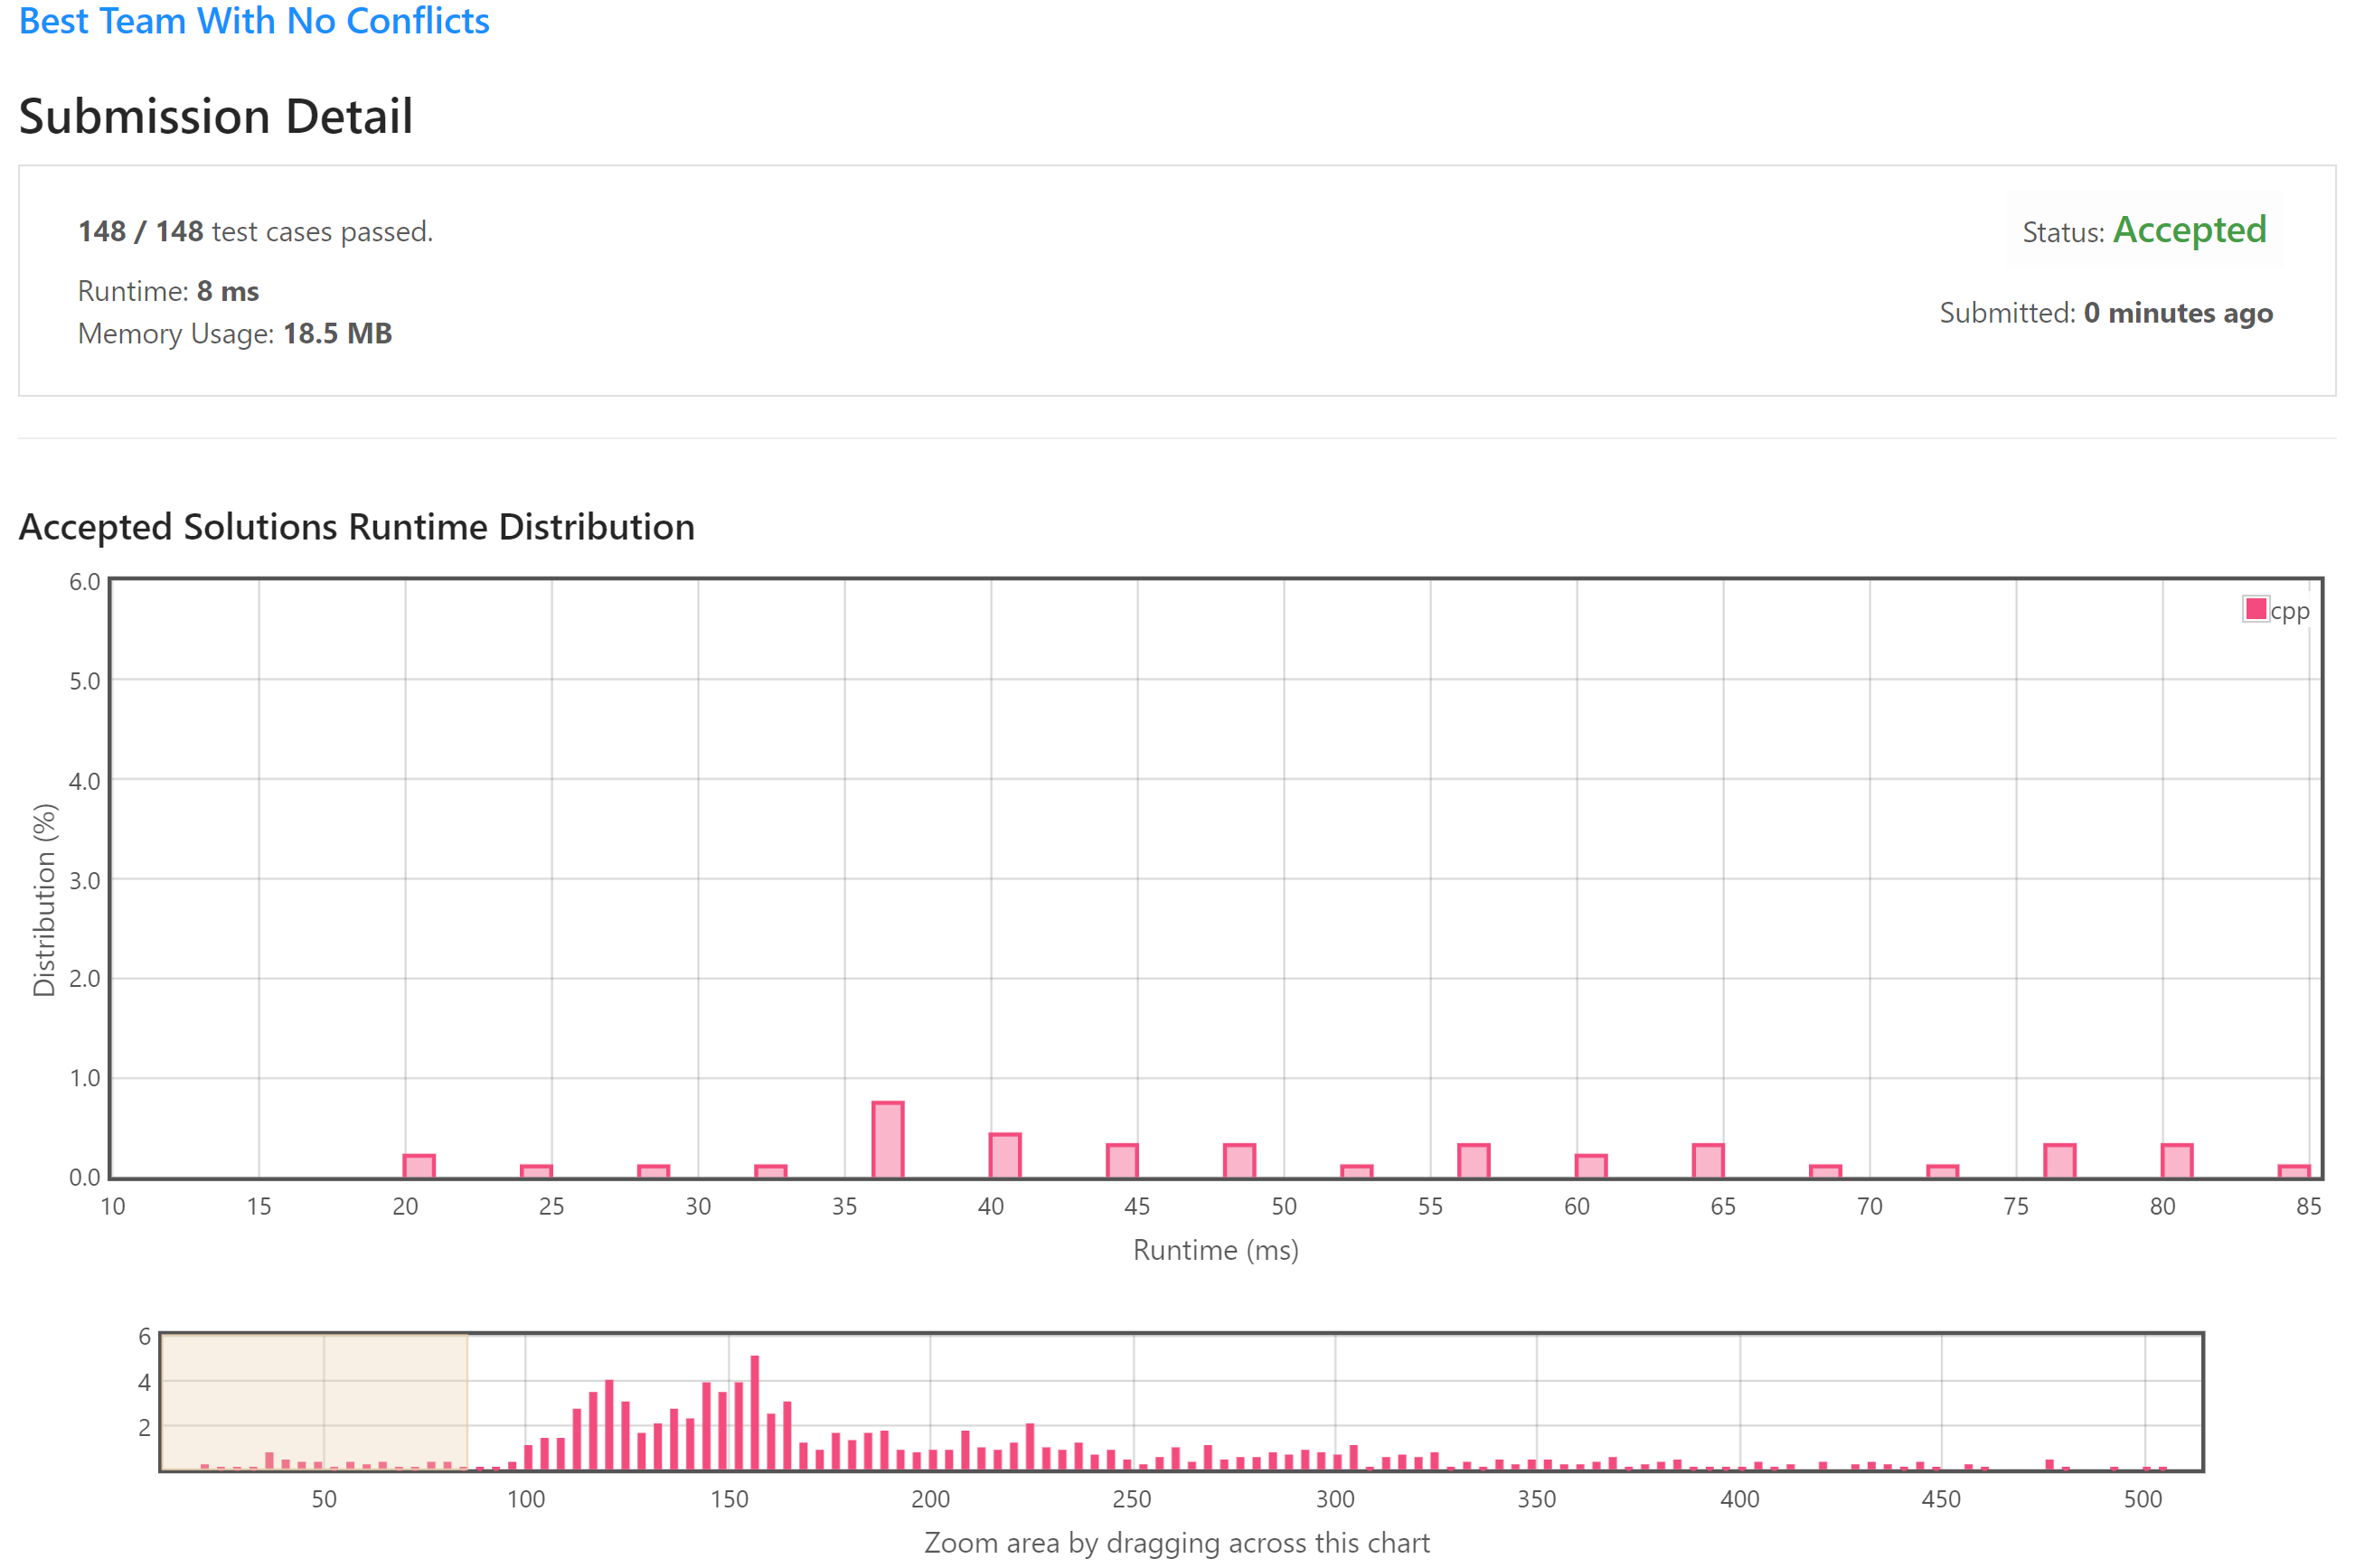 Best Team With No Conflicts
Submission Detail
148 / 148 test cases passed.
Status: Accepted
Runtime: 8 ms
Submitted: 0 minutes ago
Memory Usage: 18.5 MB
Accepted Solutions Runtime Distribution
cpp
6.0
5.0
4.0
3.0
2.0
1.0
0.0
Distribution (%)
10 15 20 25 30 35 40 45 50 55 60 65 70 75 80 85
Runtime (ms)
6
4
2
50 100 150 200 250 300 350 400 450 500
Zoom area by dragging across this chart